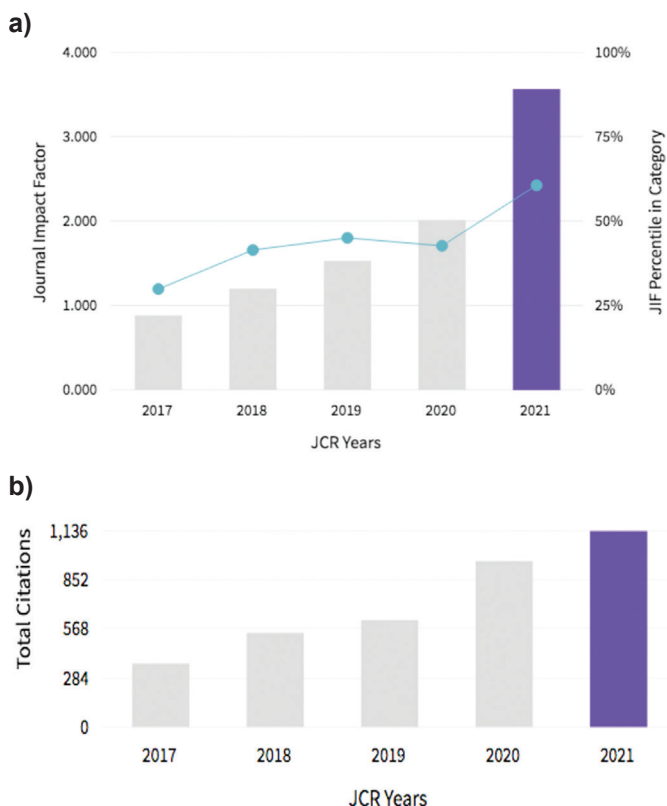 a)
4.000
3.000
2.000
1.000
0.000
Journal Impact Factor
100%
75%
50%
25%
0%
JIF Percentile in Category
2017 2018 2019 2020 2021
JCR Years
b)
1,136
852
568
284
0
Total Citations
2017 2018 2019 2020 2021
JCR Years